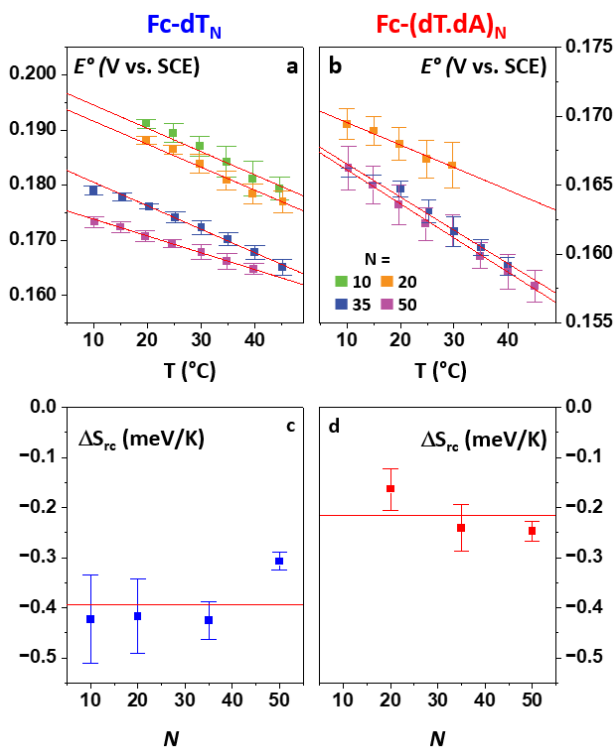 Fc-dT_N
Fc-(dT.dA)_N
E° (V vs. SCE)
a
0.200
0.190
0.180
0.170
0.160
10
20
30
40
T (°C)
b
E° (V vs. SCE)
0.175
0.170
0.165
0.160
0.155
N =
10
20
35
50
10
20
30
40
T (°C)
ΔS_rc (meV/K)
c
0.0
−0.1
−0.2
−0.3
−0.4
−0.5
10
20
30
40
50
N
d
ΔS_rc (meV/K)
0.0
−0.1
−0.2
−0.3
−0.4
−0.5
10
20
30
40
50
N